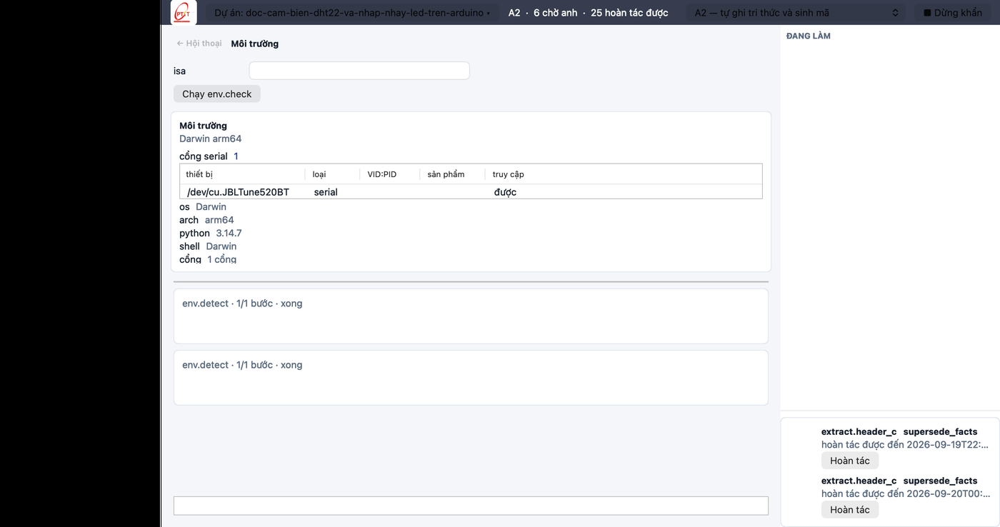 PTIT
Dự án: doc-cam-bien-dht22-va-nhap-nhay-led-tren-arduino
A2 · 6 chờ anh · 25 hoàn tác được
A2 — tự ghi tri thức và sinh mã
Dừng khẩn
← Hội thoại
Môi trường
isa
Chạy env.check
Môi trường
Darwin arm64
cổng serial 1
thiết bị loại VID:PID sản phẩm truy cập
/dev/cu.JBLTune520BT serial được
os Darwin
arch arm64
python 3.14.7
shell Darwin
cổng 1 cổng
env.detect · 1/1 bước · xong
env.detect · 1/1 bước · xong
ĐANG LÀM
extract.header_c supersede_facts
hoàn tác được đến 2026-09-19T22:...
Hoàn tác
extract.header_c supersede_facts
hoàn tác được đến 2026-09-20T00:...
Hoàn tác